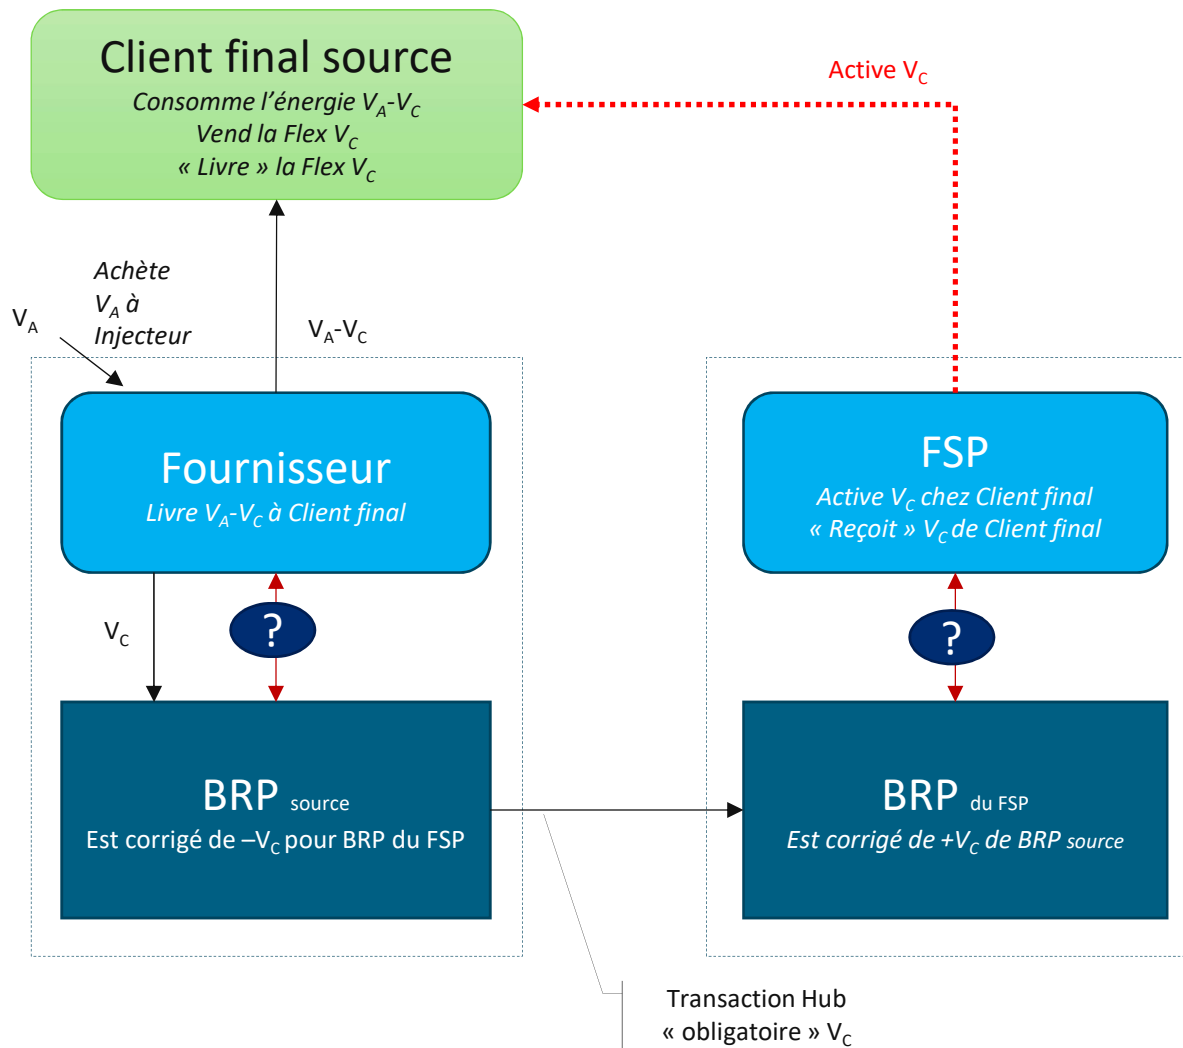 Client final source
Consomme l'énergie VA-VC
Vend la Flex VC
« Livre » la Flex VC
Active VC
Achète
VA à
Injecteur
VA
VA-VC
Fournisseur
Livre VA-VC à Client final
FSP
Active VC chez Client final
« Reçoit » VC de Client final
VC
?
?
BRP source
Est corrigé de –VC pour BRP du FSP
BRP du FSP
Est corrigé de +VC de BRP source
Transaction Hub
« obligatoire » VC